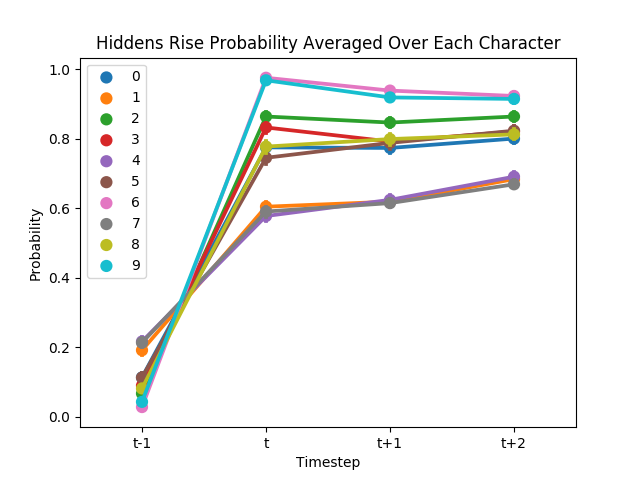 Hiddens Rise Probability Averaged Over Each Character
1.0
0.8
0.6
0.4
0.2
0.0
Probability
0
1
2
3
4
5
6
7
8
9
t-1
t
t+1
t+2
Timestep